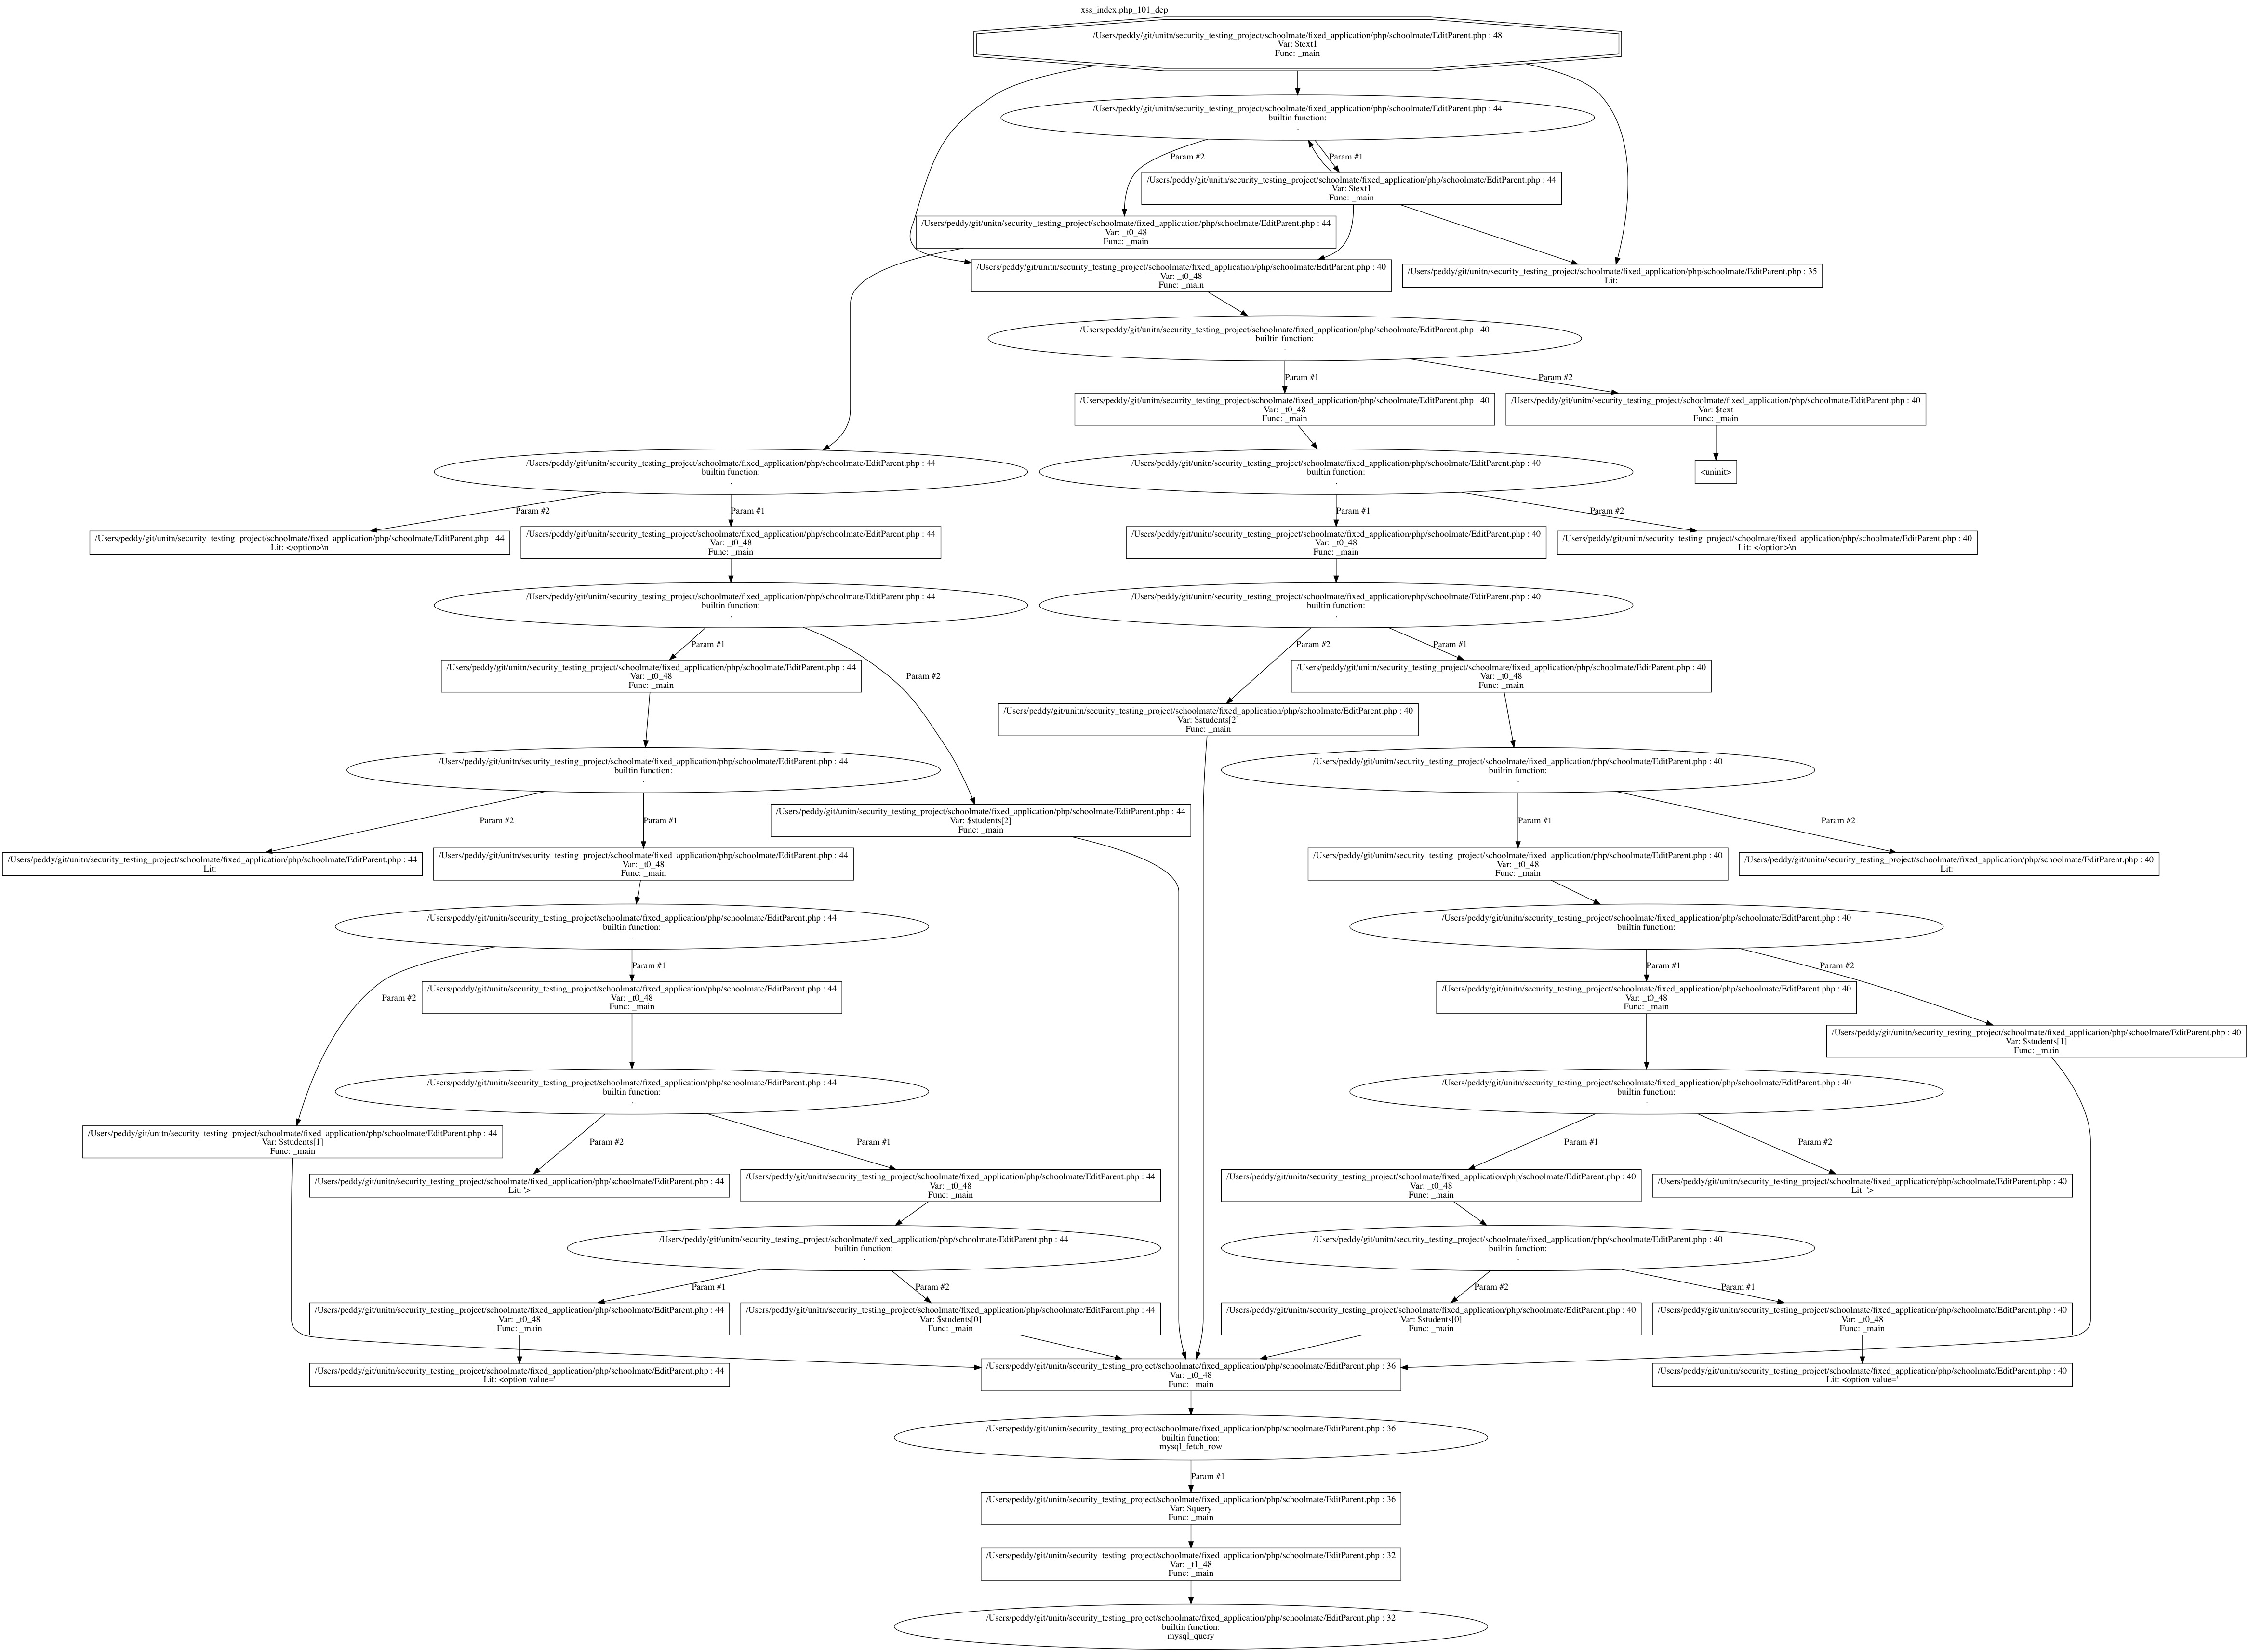 xss_index.php_101_dep
/Users/peddy/git/unitn/security_testing_project/schoolmate/fixed_application/php/schoolmate/EditParent.php : 48
Var: $text1
Func: _main
/Users/peddy/git/unitn/security_testing_project/schoolmate/fixed_application/php/schoolmate/EditParent.php : 44
builtin function:
.
Param #2
Param #1
/Users/peddy/git/unitn/security_testing_project/schoolmate/fixed_application/php/schoolmate/EditParent.php : 44
Var: $text1
Func: _main
/Users/peddy/git/unitn/security_testing_project/schoolmate/fixed_application/php/schoolmate/EditParent.php : 44
Var: _t0_48
Func: _main
/Users/peddy/git/unitn/security_testing_project/schoolmate/fixed_application/php/schoolmate/EditParent.php : 40
Var: _t0_48
Func: _main
/Users/peddy/git/unitn/security_testing_project/schoolmate/fixed_application/php/schoolmate/EditParent.php : 35
Lit:
/Users/peddy/git/unitn/security_testing_project/schoolmate/fixed_application/php/schoolmate/EditParent.php : 40
builtin function:
.
Param #1
Param #2
/Users/peddy/git/unitn/security_testing_project/schoolmate/fixed_application/php/schoolmate/EditParent.php : 40
Var: _t0_48
Func: _main
/Users/peddy/git/unitn/security_testing_project/schoolmate/fixed_application/php/schoolmate/EditParent.php : 40
Var: $text
Func: _main
/Users/peddy/git/unitn/security_testing_project/schoolmate/fixed_application/php/schoolmate/EditParent.php : 44
builtin function:
.
/Users/peddy/git/unitn/security_testing_project/schoolmate/fixed_application/php/schoolmate/EditParent.php : 40
builtin function:
.
<uninit>
Param #2
Param #1
Param #1
Param #2
/Users/peddy/git/unitn/security_testing_project/schoolmate/fixed_application/php/schoolmate/EditParent.php : 44
Lit: </option>\n
/Users/peddy/git/unitn/security_testing_project/schoolmate/fixed_application/php/schoolmate/EditParent.php : 44
Var: _t0_48
Func: _main
/Users/peddy/git/unitn/security_testing_project/schoolmate/fixed_application/php/schoolmate/EditParent.php : 40
Var: _t0_48
Func: _main
/Users/peddy/git/unitn/security_testing_project/schoolmate/fixed_application/php/schoolmate/EditParent.php : 40
Lit: </option>\n
/Users/peddy/git/unitn/security_testing_project/schoolmate/fixed_application/php/schoolmate/EditParent.php : 44
builtin function:
.
/Users/peddy/git/unitn/security_testing_project/schoolmate/fixed_application/php/schoolmate/EditParent.php : 40
builtin function:
.
Param #1
Param #2
Param #2
Param #1
/Users/peddy/git/unitn/security_testing_project/schoolmate/fixed_application/php/schoolmate/EditParent.php : 44
Var: _t0_48
Func: _main
/Users/peddy/git/unitn/security_testing_project/schoolmate/fixed_application/php/schoolmate/EditParent.php : 40
Var: _t0_48
Func: _main
/Users/peddy/git/unitn/security_testing_project/schoolmate/fixed_application/php/schoolmate/EditParent.php : 40
Var: $students[2]
Func: _main
/Users/peddy/git/unitn/security_testing_project/schoolmate/fixed_application/php/schoolmate/EditParent.php : 44
builtin function:
.
/Users/peddy/git/unitn/security_testing_project/schoolmate/fixed_application/php/schoolmate/EditParent.php : 40
builtin function:
.
Param #2
Param #1
/Users/peddy/git/unitn/security_testing_project/schoolmate/fixed_application/php/schoolmate/EditParent.php : 44
Var: $students[2]
Func: _main
Param #1
Param #2
/Users/peddy/git/unitn/security_testing_project/schoolmate/fixed_application/php/schoolmate/EditParent.php : 44
Lit:
/Users/peddy/git/unitn/security_testing_project/schoolmate/fixed_application/php/schoolmate/EditParent.php : 44
Var: _t0_48
Func: _main
/Users/peddy/git/unitn/security_testing_project/schoolmate/fixed_application/php/schoolmate/EditParent.php : 40
Var: _t0_48
Func: _main
/Users/peddy/git/unitn/security_testing_project/schoolmate/fixed_application/php/schoolmate/EditParent.php : 40
Lit:
/Users/peddy/git/unitn/security_testing_project/schoolmate/fixed_application/php/schoolmate/EditParent.php : 44
builtin function:
.
/Users/peddy/git/unitn/security_testing_project/schoolmate/fixed_application/php/schoolmate/EditParent.php : 40
builtin function:
.
Param #2
Param #1
Param #1
Param #2
/Users/peddy/git/unitn/security_testing_project/schoolmate/fixed_application/php/schoolmate/EditParent.php : 44
Var: _t0_48
Func: _main
/Users/peddy/git/unitn/security_testing_project/schoolmate/fixed_application/php/schoolmate/EditParent.php : 40
Var: _t0_48
Func: _main
/Users/peddy/git/unitn/security_testing_project/schoolmate/fixed_application/php/schoolmate/EditParent.php : 40
Var: $students[1]
Func: _main
/Users/peddy/git/unitn/security_testing_project/schoolmate/fixed_application/php/schoolmate/EditParent.php : 44
builtin function:
.
/Users/peddy/git/unitn/security_testing_project/schoolmate/fixed_application/php/schoolmate/EditParent.php : 40
builtin function:
.
/Users/peddy/git/unitn/security_testing_project/schoolmate/fixed_application/php/schoolmate/EditParent.php : 44
Var: $students[1]
Func: _main
Param #2
Param #1
Param #1
Param #2
/Users/peddy/git/unitn/security_testing_project/schoolmate/fixed_application/php/schoolmate/EditParent.php : 44
Lit: '>
/Users/peddy/git/unitn/security_testing_project/schoolmate/fixed_application/php/schoolmate/EditParent.php : 44
Var: _t0_48
Func: _main
/Users/peddy/git/unitn/security_testing_project/schoolmate/fixed_application/php/schoolmate/EditParent.php : 40
Var: _t0_48
Func: _main
/Users/peddy/git/unitn/security_testing_project/schoolmate/fixed_application/php/schoolmate/EditParent.php : 40
Lit: '>
/Users/peddy/git/unitn/security_testing_project/schoolmate/fixed_application/php/schoolmate/EditParent.php : 44
builtin function:
.
/Users/peddy/git/unitn/security_testing_project/schoolmate/fixed_application/php/schoolmate/EditParent.php : 40
builtin function:
.
Param #1
Param #2
Param #2
Param #1
/Users/peddy/git/unitn/security_testing_project/schoolmate/fixed_application/php/schoolmate/EditParent.php : 44
Var: _t0_48
Func: _main
/Users/peddy/git/unitn/security_testing_project/schoolmate/fixed_application/php/schoolmate/EditParent.php : 44
Var: $students[0]
Func: _main
/Users/peddy/git/unitn/security_testing_project/schoolmate/fixed_application/php/schoolmate/EditParent.php : 40
Var: $students[0]
Func: _main
/Users/peddy/git/unitn/security_testing_project/schoolmate/fixed_application/php/schoolmate/EditParent.php : 40
Var: _t0_48
Func: _main
/Users/peddy/git/unitn/security_testing_project/schoolmate/fixed_application/php/schoolmate/EditParent.php : 44
Lit: <option value='
/Users/peddy/git/unitn/security_testing_project/schoolmate/fixed_application/php/schoolmate/EditParent.php : 36
Var: _t0_48
Func: _main
/Users/peddy/git/unitn/security_testing_project/schoolmate/fixed_application/php/schoolmate/EditParent.php : 40
Lit: <option value='
/Users/peddy/git/unitn/security_testing_project/schoolmate/fixed_application/php/schoolmate/EditParent.php : 36
builtin function:
mysql_fetch_row
Param #1
/Users/peddy/git/unitn/security_testing_project/schoolmate/fixed_application/php/schoolmate/EditParent.php : 36
Var: $query
Func: _main
/Users/peddy/git/unitn/security_testing_project/schoolmate/fixed_application/php/schoolmate/EditParent.php : 32
Var: _t1_48
Func: _main
/Users/peddy/git/unitn/security_testing_project/schoolmate/fixed_application/php/schoolmate/EditParent.php : 32
builtin function:
mysql_query